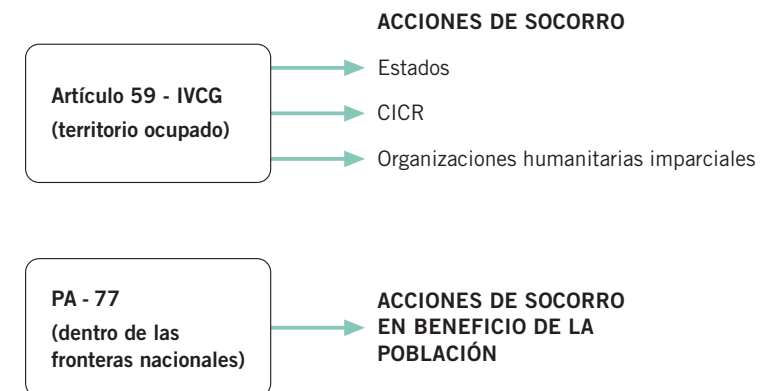 ACCIONES DE SOCORRO
Artículo 59 - IVCG
(territorio ocupado)
Estados
CICR
Organizaciones humanitarias imparciales
PA - 77
(dentro de las
fronteras nacionales)
ACCIONES DE SOCORRO
EN BENEFICIO DE LA
POBLACIÓN